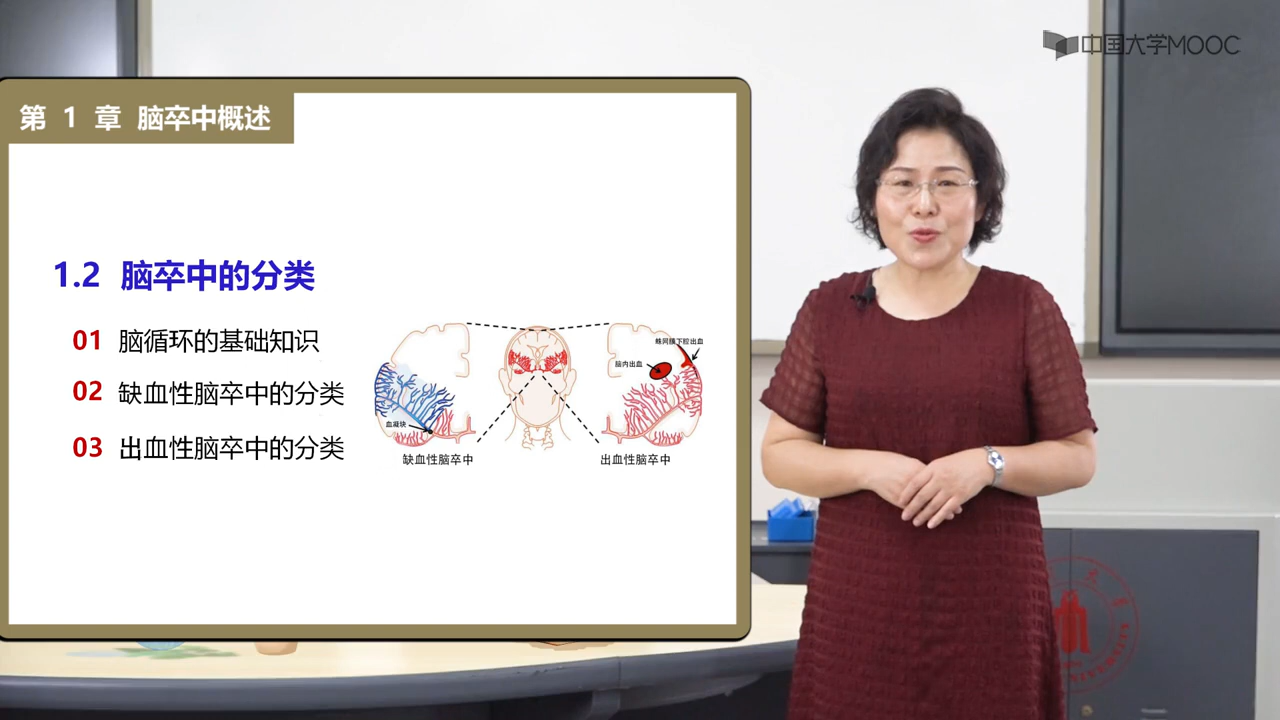 中国大学MOOC
第 1 章 脑卒中概述
1.2 脑卒中的分类
01 脑循环的基础知识
02 缺血性脑卒中的分类
03 出血性脑卒中的分类
蛛网膜下腔出血
脑内出血
血凝块
缺血性脑卒中
出血性脑卒中